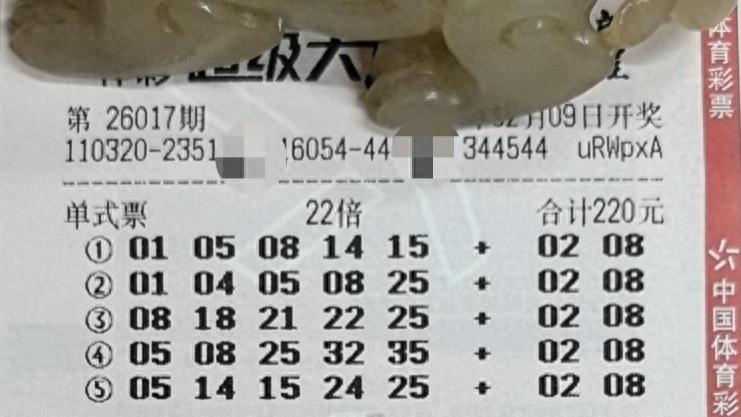 超级大
第 26017期
月09日开奖
110320-2351
6054-44
344544 uRWpxA
单式票 22倍 合计220元
① 01 05 08 14 15 + 02 08
② 01 04 05 08 25 + 02 08
③ 08 18 21 22 25 + 02 08
④ 05 08 25 32 35 + 02 08
⑤ 05 14 15 24 25 + 02 08
体育彩票
中国体育彩